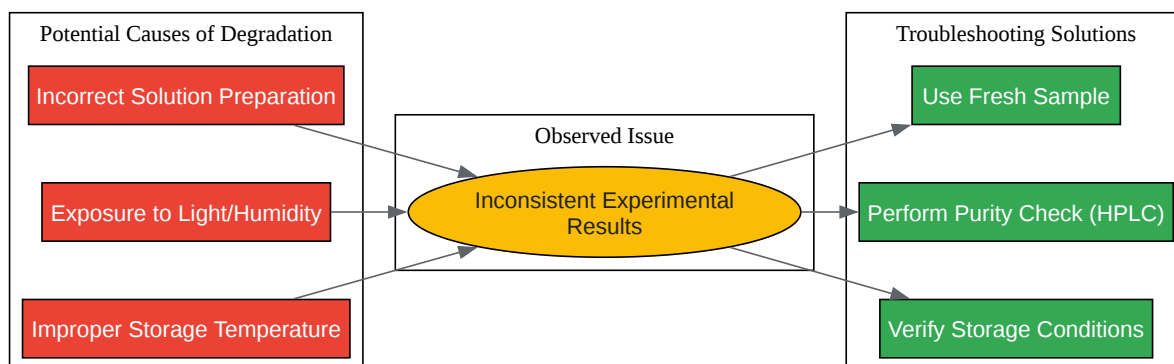 Potential Causes of Degradation
Incorrect Solution Preparation
Exposure to Light/Humidity
Improper Storage Temperature
Observed Issue
Inconsistent Experimental
Results
Troubleshooting Solutions
Use Fresh Sample
Perform Purity Check (HPLC)
Verify Storage Conditions